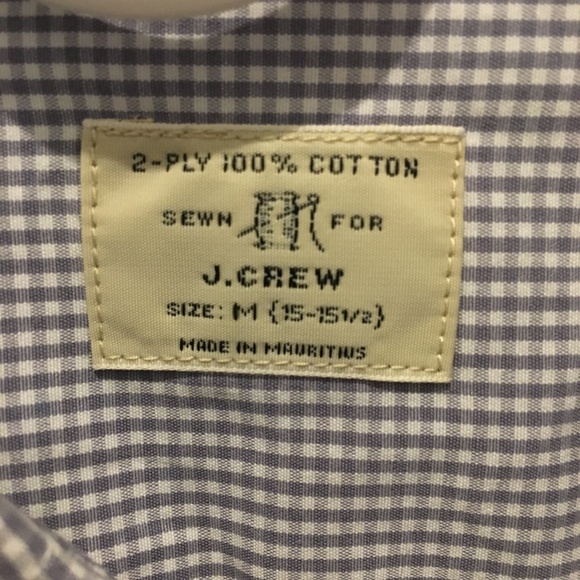 2-PLY 100% COTTON
SEWN FOR
J.CREW
SIZE: M {15-15 1/2}
MADE IN MAURITIUS